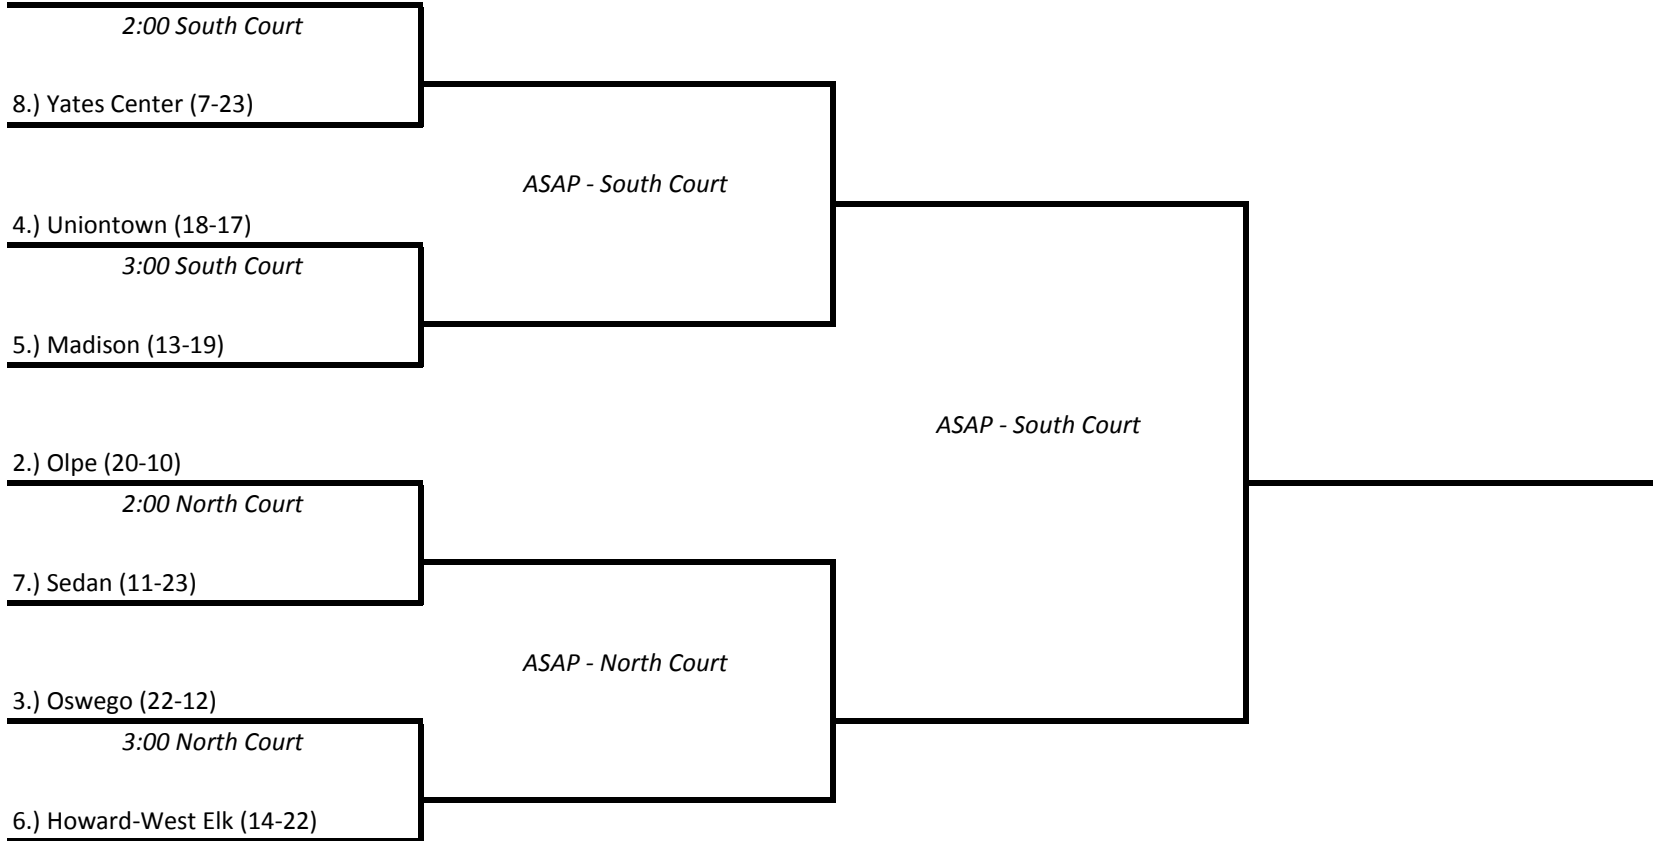 2:00 South Court
8.) Yates Center (7-23)
ASAP - South Court
4.) Uniontown (18-17)
3:00 South Court
5.) Madison (13-19)
ASAP - South Court
2.) Olpe (20-10)
2:00 North Court
7.) Sedan (11-23)
ASAP - North Court
3.) Oswego (22-12)
3:00 North Court
6.) Howard-West Elk (14-22)